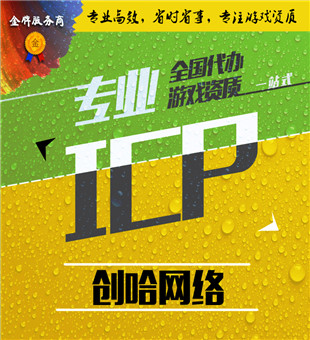 金牌服务商
金
专业高效,省时省事,专注游戏资质
专业
全国代办
游戏资质
一站式
ICP
创哈网络